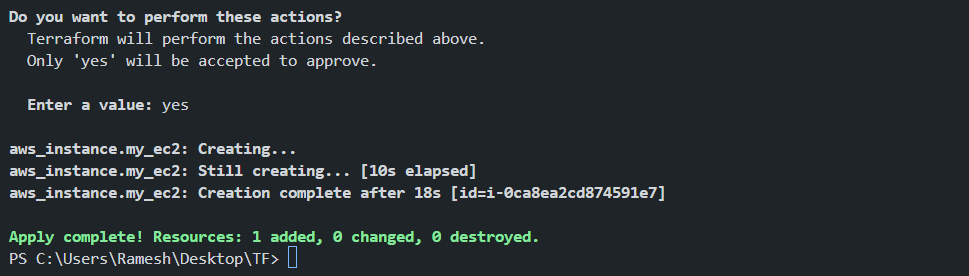 Do you want to perform these actions?
Terraform will perform the actions described above.
Only 'yes' will be accepted to approve.
Enter a value: yes
aws_instance.my_ec2: Creating...
aws_instance.my_ec2: Still creating... [10s elapsed]
aws_instance.my_ec2: Creation complete after 18s [id=i-0ca8ea2cd874591e7]
Apply complete! Resources: 1 added, 0 changed, 0 destroyed.
PS C:\Users\Ramesh\Desktop\TF>